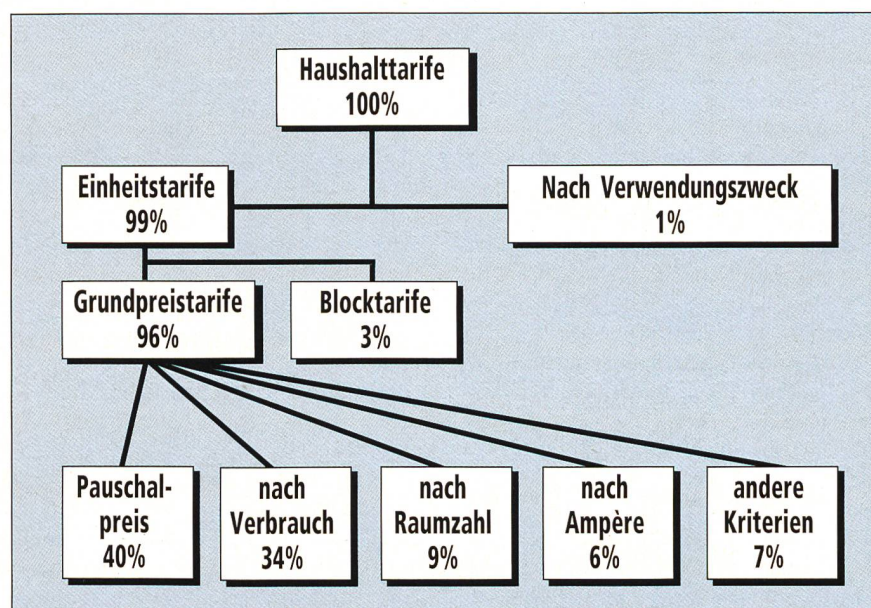 Haushalttarife
100%
Einheitstarife
99%
Nach Verwendungszweck
1%
Grundpreistarife
96%
Blocktarife
3%
Pauschal-
preis
40%
nach
Verbrauch
34%
nach
Raumzahl
9%
nach
Ampère
6%
andere
Kriterien
7%